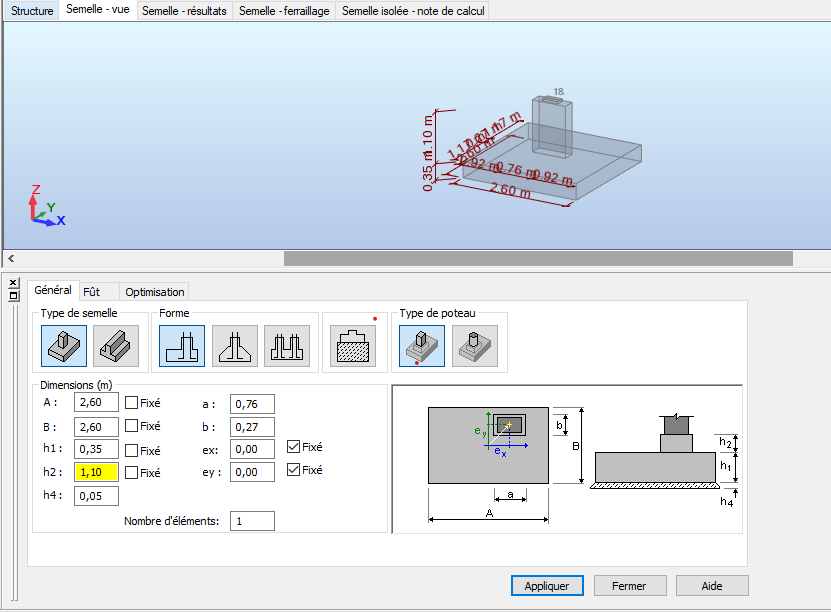 Structure Semelle - vue Semelle - résultats Semelle - ferraillage Semelle isolée - note de calcul
18
1.10 m
0,35 m
0.92 m 0.76 m 0.92 m
2.60 m
Z
Y
X
Général Fût Optimisation
Type de semelle Forme Type de poteau
Dimensions (m)
A : 2,60 Fixé a : 0,76
B : 2,60 Fixé b : 0,27
h1 : 0,35 Fixé ex: 0,00 Fixé
h2 : 1,10 Fixé ey : 0,00 Fixé
h4 : 0,05
Nombre d'éléments: 1
e y
e x
b
B
a
A
h2
h1
h4
Appliquer Fermer Aide